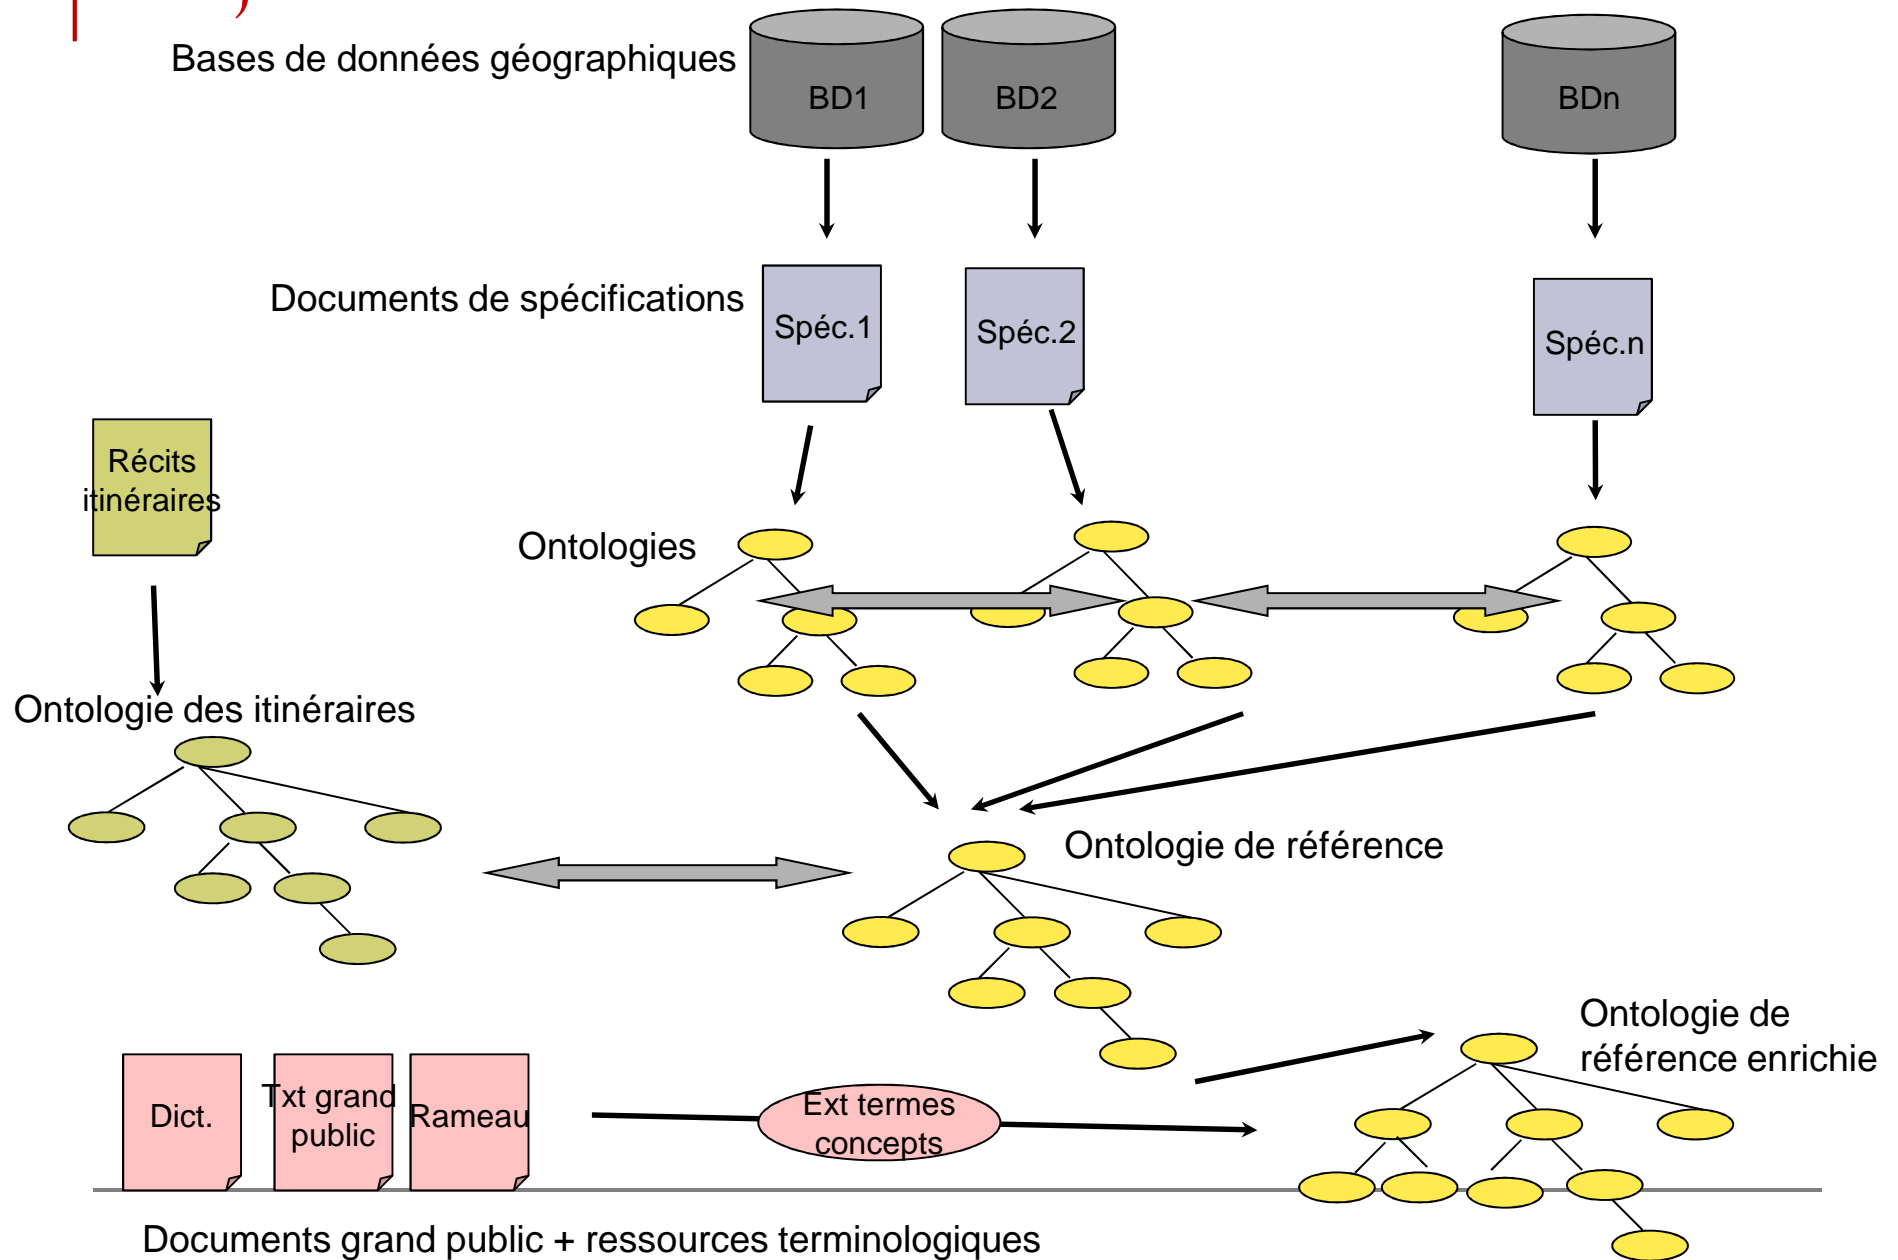 Bases de données géographiques
BD1
BD2
BDn
Documents de spécifications
Spéc.1
Spéc.2
Spéc.n
Récits
itinéraires
Ontologies
Ontologie des itinéraires
Ontologie de référence
Ontologie de
référence enrichie
Dict.
Txt grand
public
Rameau
Ext termes
concepts
Documents grand public + ressources terminologiques